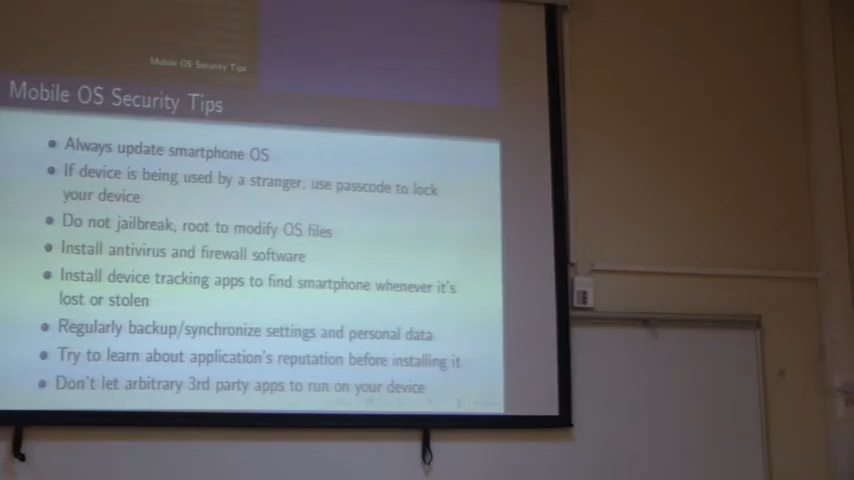 Mobile OS Security Tips
Mobile OS Security Tips
Always update smartphone OS
If device is being used by a stranger, use passcode to lock
your device
Do not jailbreak, root to modify OS files
Install antivirus and firewall software
Install device tracking apps to find smartphone whenever it's
lost or stolen
Regularly backup/synchronize settings and personal data
Try to learn about application's reputation before installing it
Don't let arbitrary 3rd party apps to run on your device